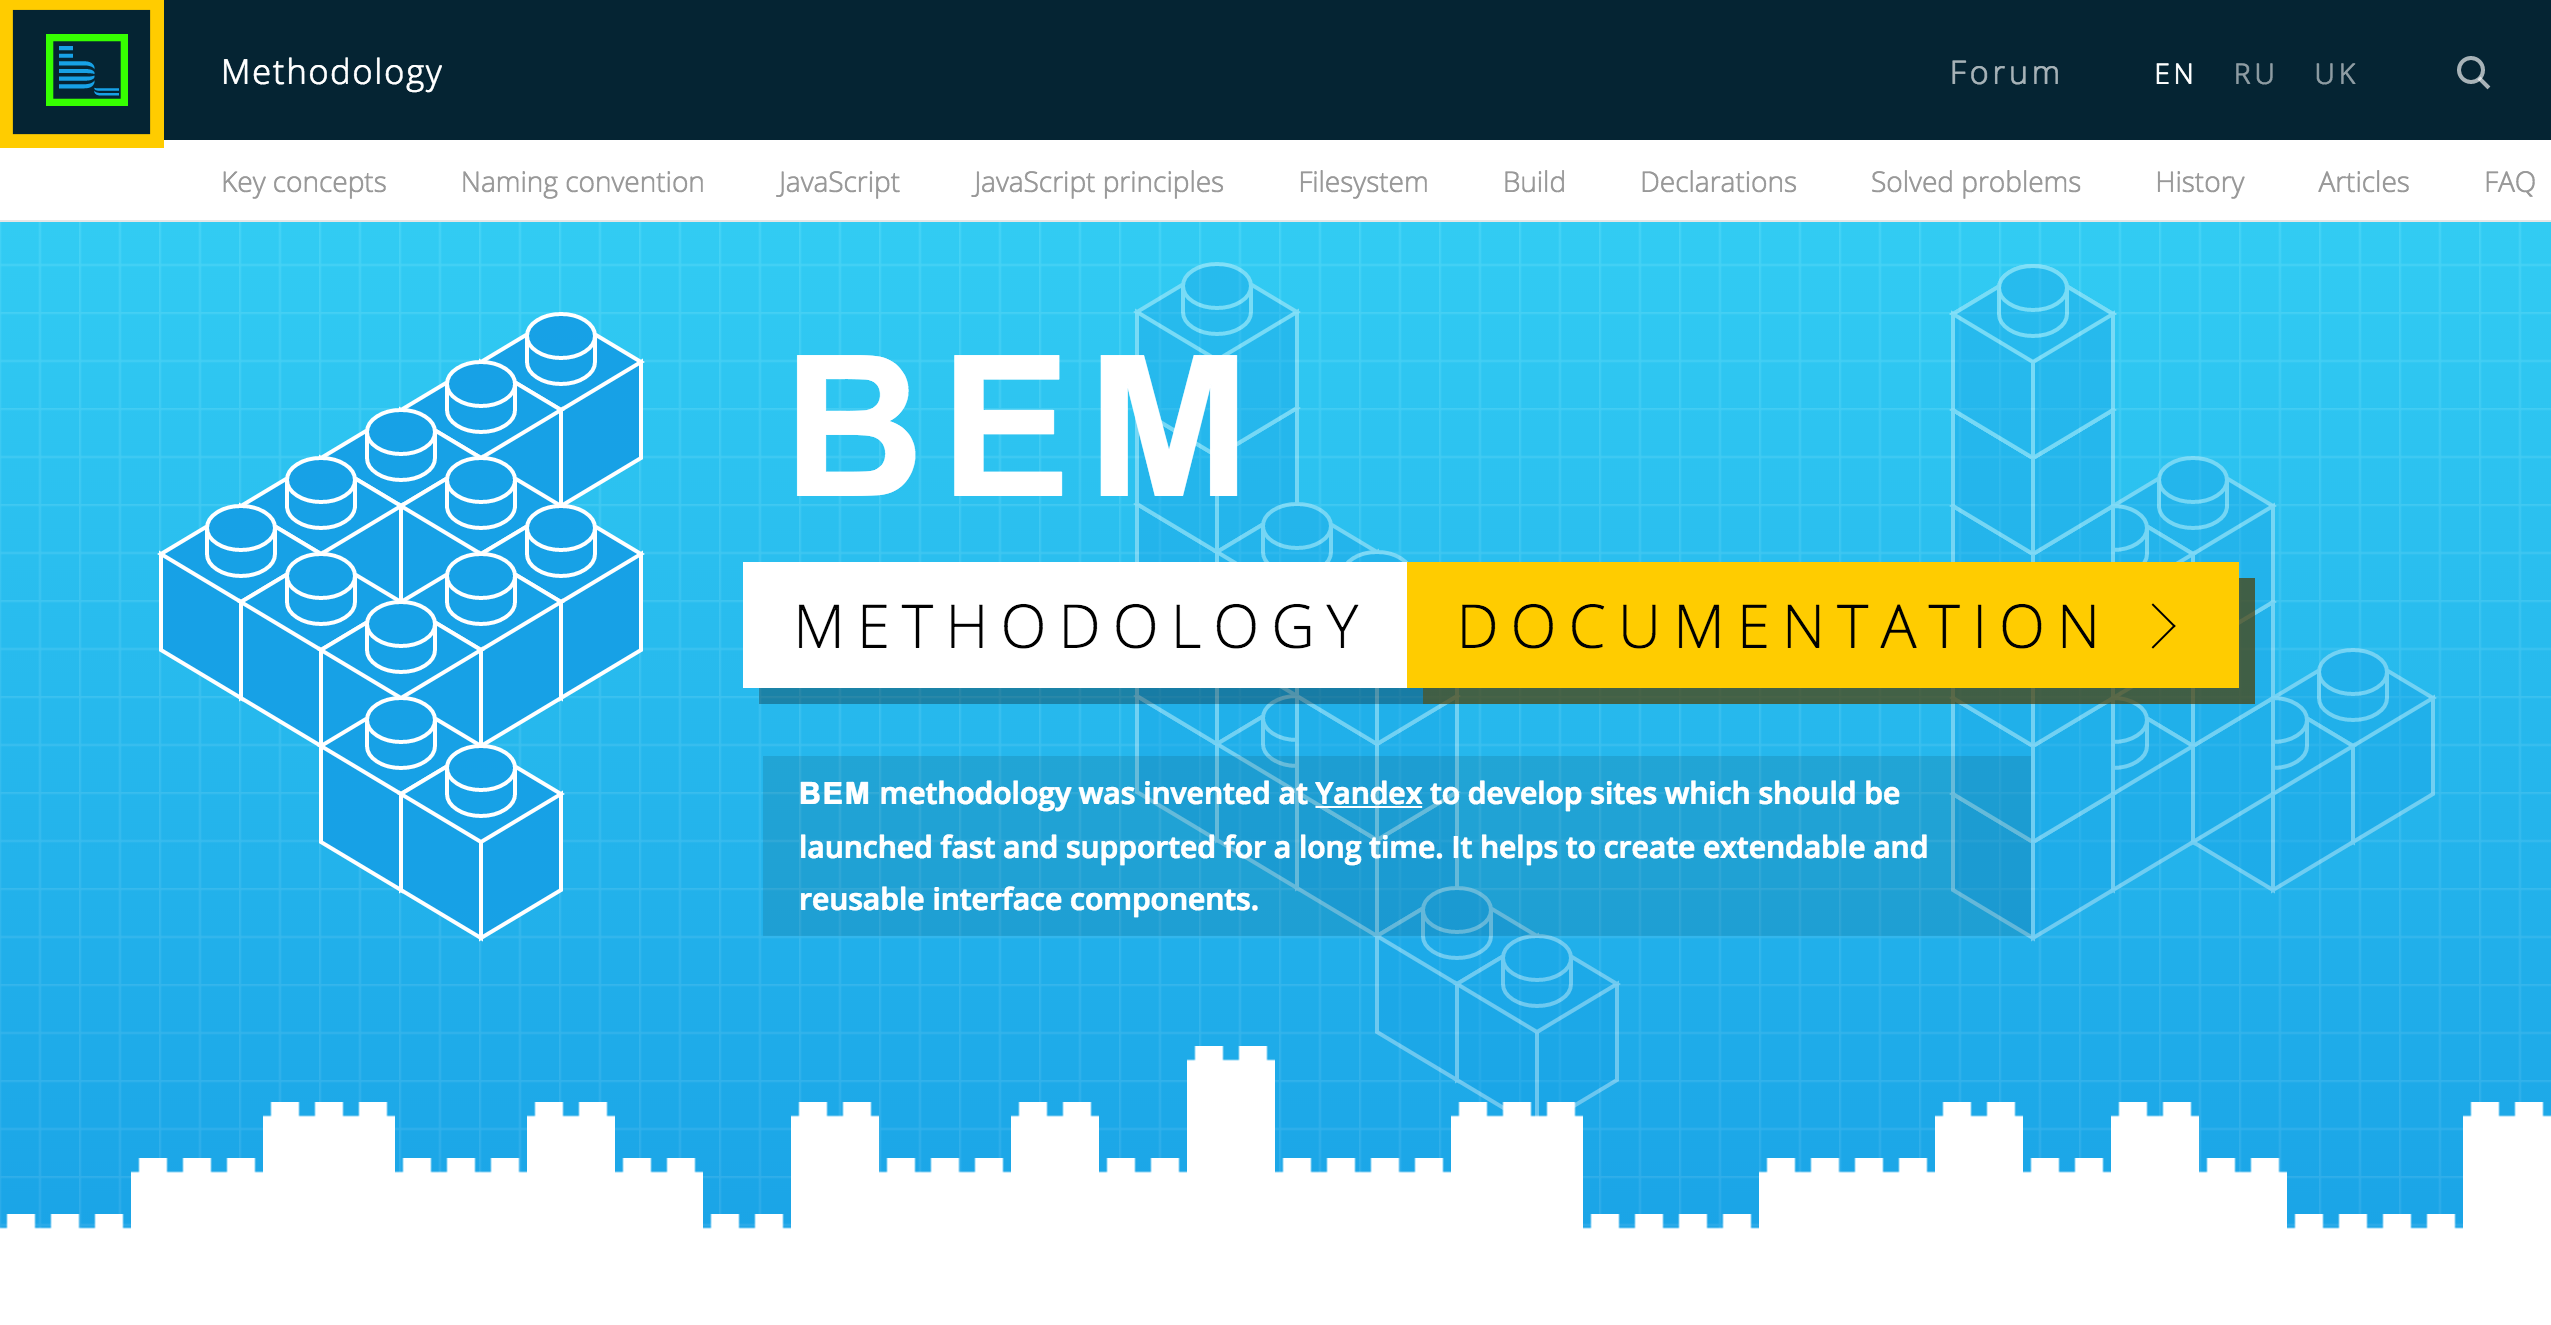 b_
Methodology
Forum
EN RU UK
Key concepts Naming convention JavaScript JavaScript principles Filesystem Build Declarations Solved problems History Articles FAQ
BEM
METHODOLOGY DOCUMENTATION >
BEM methodology was invented at Yandex to develop sites which should be
launched fast and supported for a long time. It helps to create extendable and
reusable interface components.